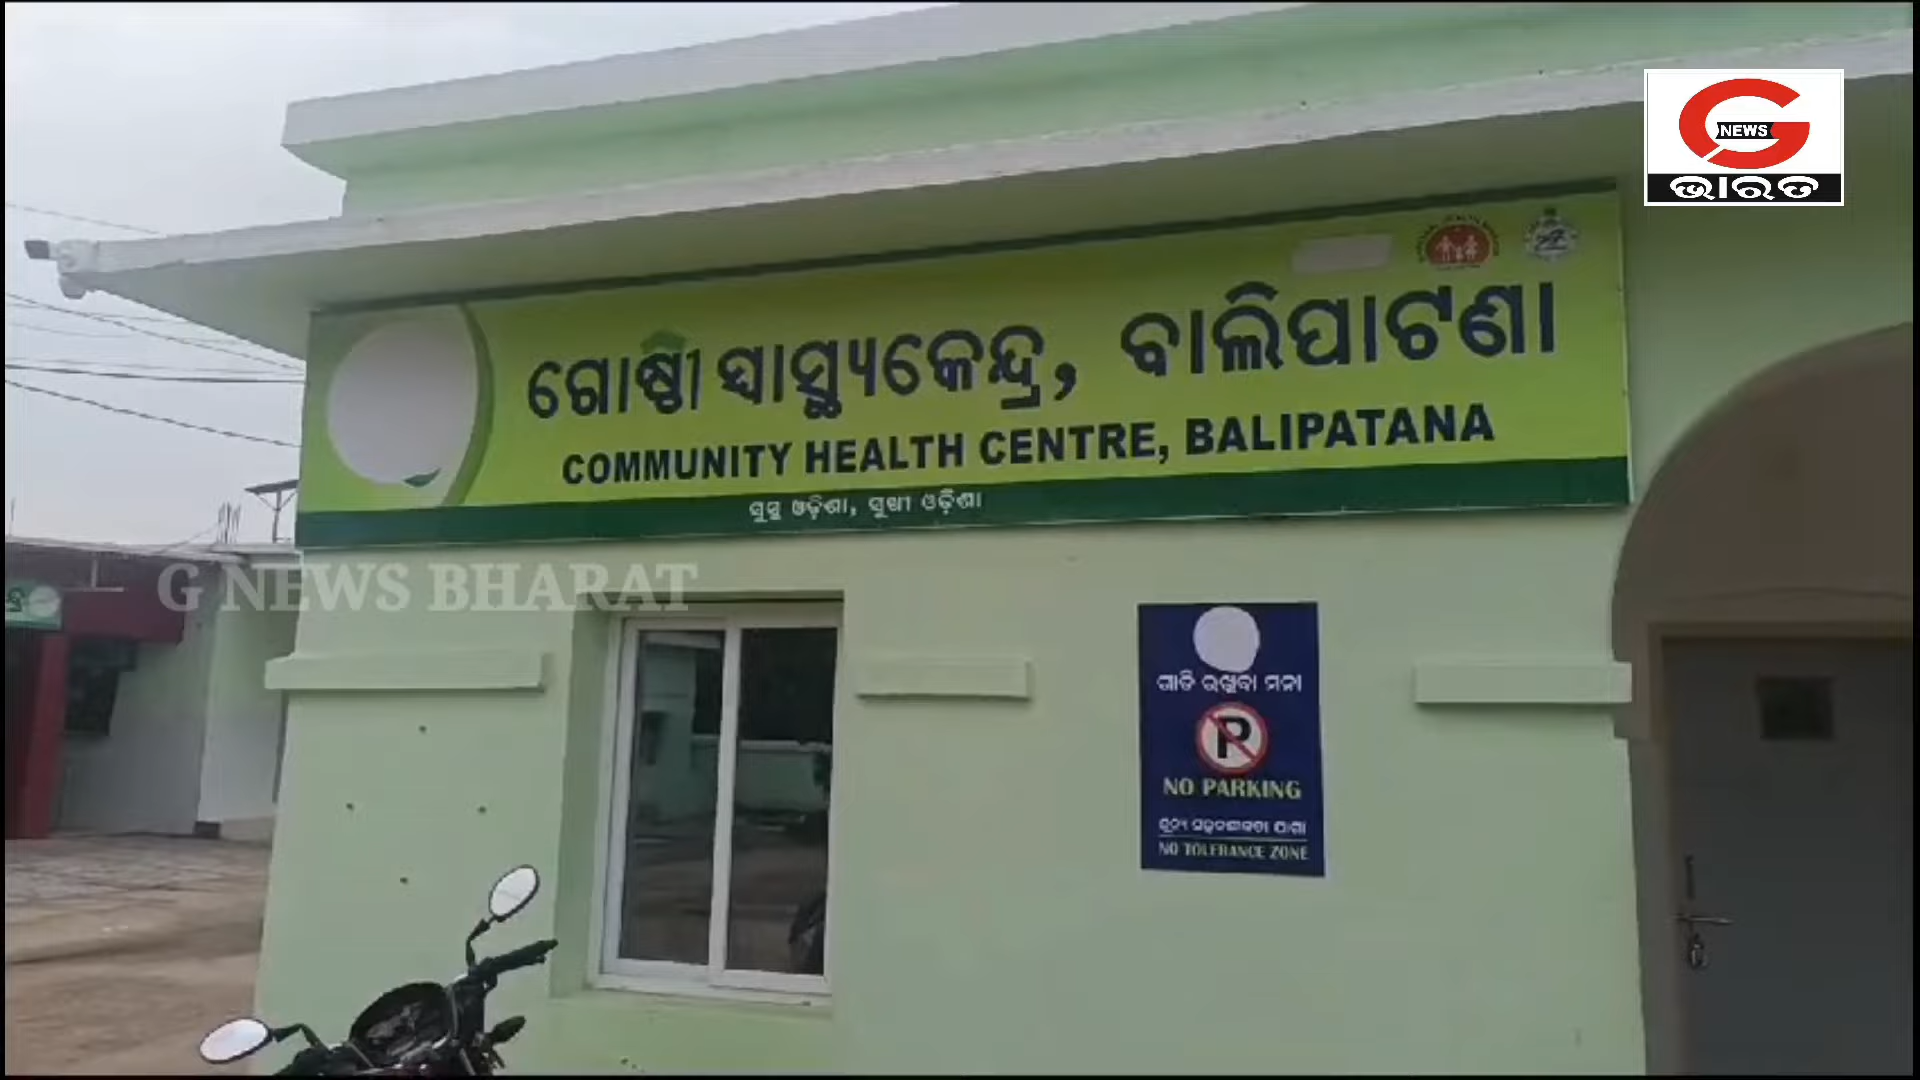 NEWS
ଭାରତ
ଗୋଷ୍ଠୀ ସ୍ୱାସ୍ଥ୍ୟକେନ୍ଦ୍ର, ବାଲିପାଟଣା
COMMUNITY HEALTH CENTRE, BALIPATANA
ସୁସ୍ଥ ଓଡ଼ିଶା, ସୁଖୀ ଓଡ଼ିଶା
G NEWS BHARAT
ଗାଡି ରଖିବା ମନା
P
NO PARKING
NO TOLERANCE ZONE